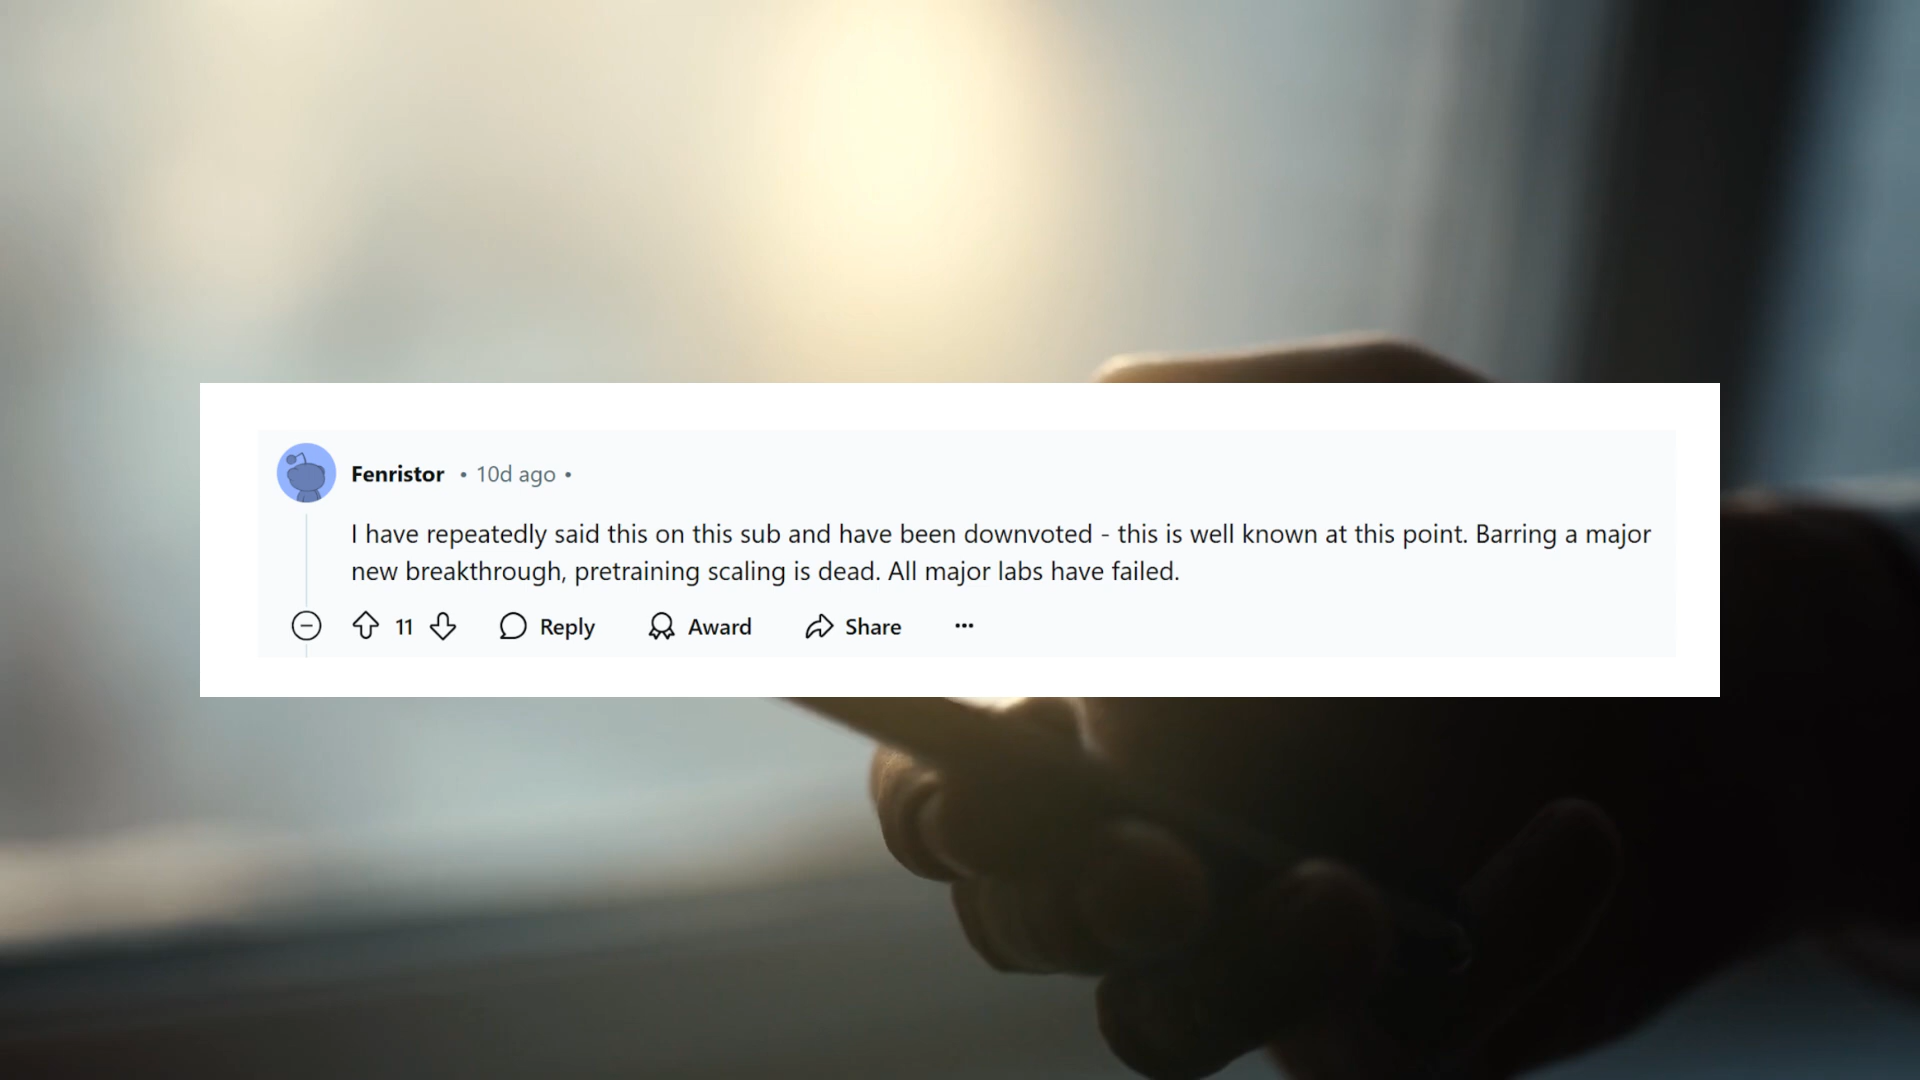 Fenristor • 10d ago •
I have repeatedly said this on this sub and have been downvoted - this is well known at this point. Barring a major
new breakthrough, pretraining scaling is dead. All major labs have failed.
11 Reply Award Share ···